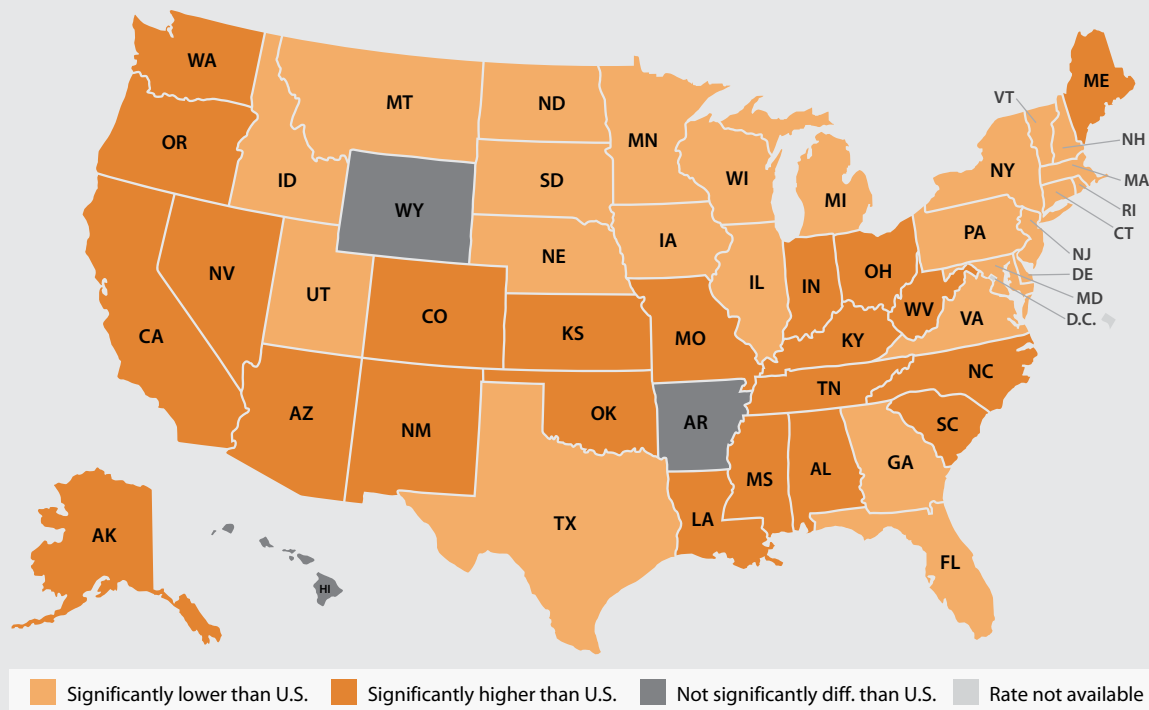 WA
ME
MT
ND
VT
MN
OR
NH
NY
WI
ID
SD
MA
MI
WY
RI
PA
CT
IA
NE
NJ
NV
OH
DE
IL
IN
UT
MD
WV
CO
VA
D.C.
KS
CA
MO
KY
NC
TN
AZ
OK
AR
SC
NM
GA
AL
MS
LA
TX
AK
FL
HI
Significantly lower than U.S. Significantly higher than U.S. Not significantly diff. than U.S. Rate not available